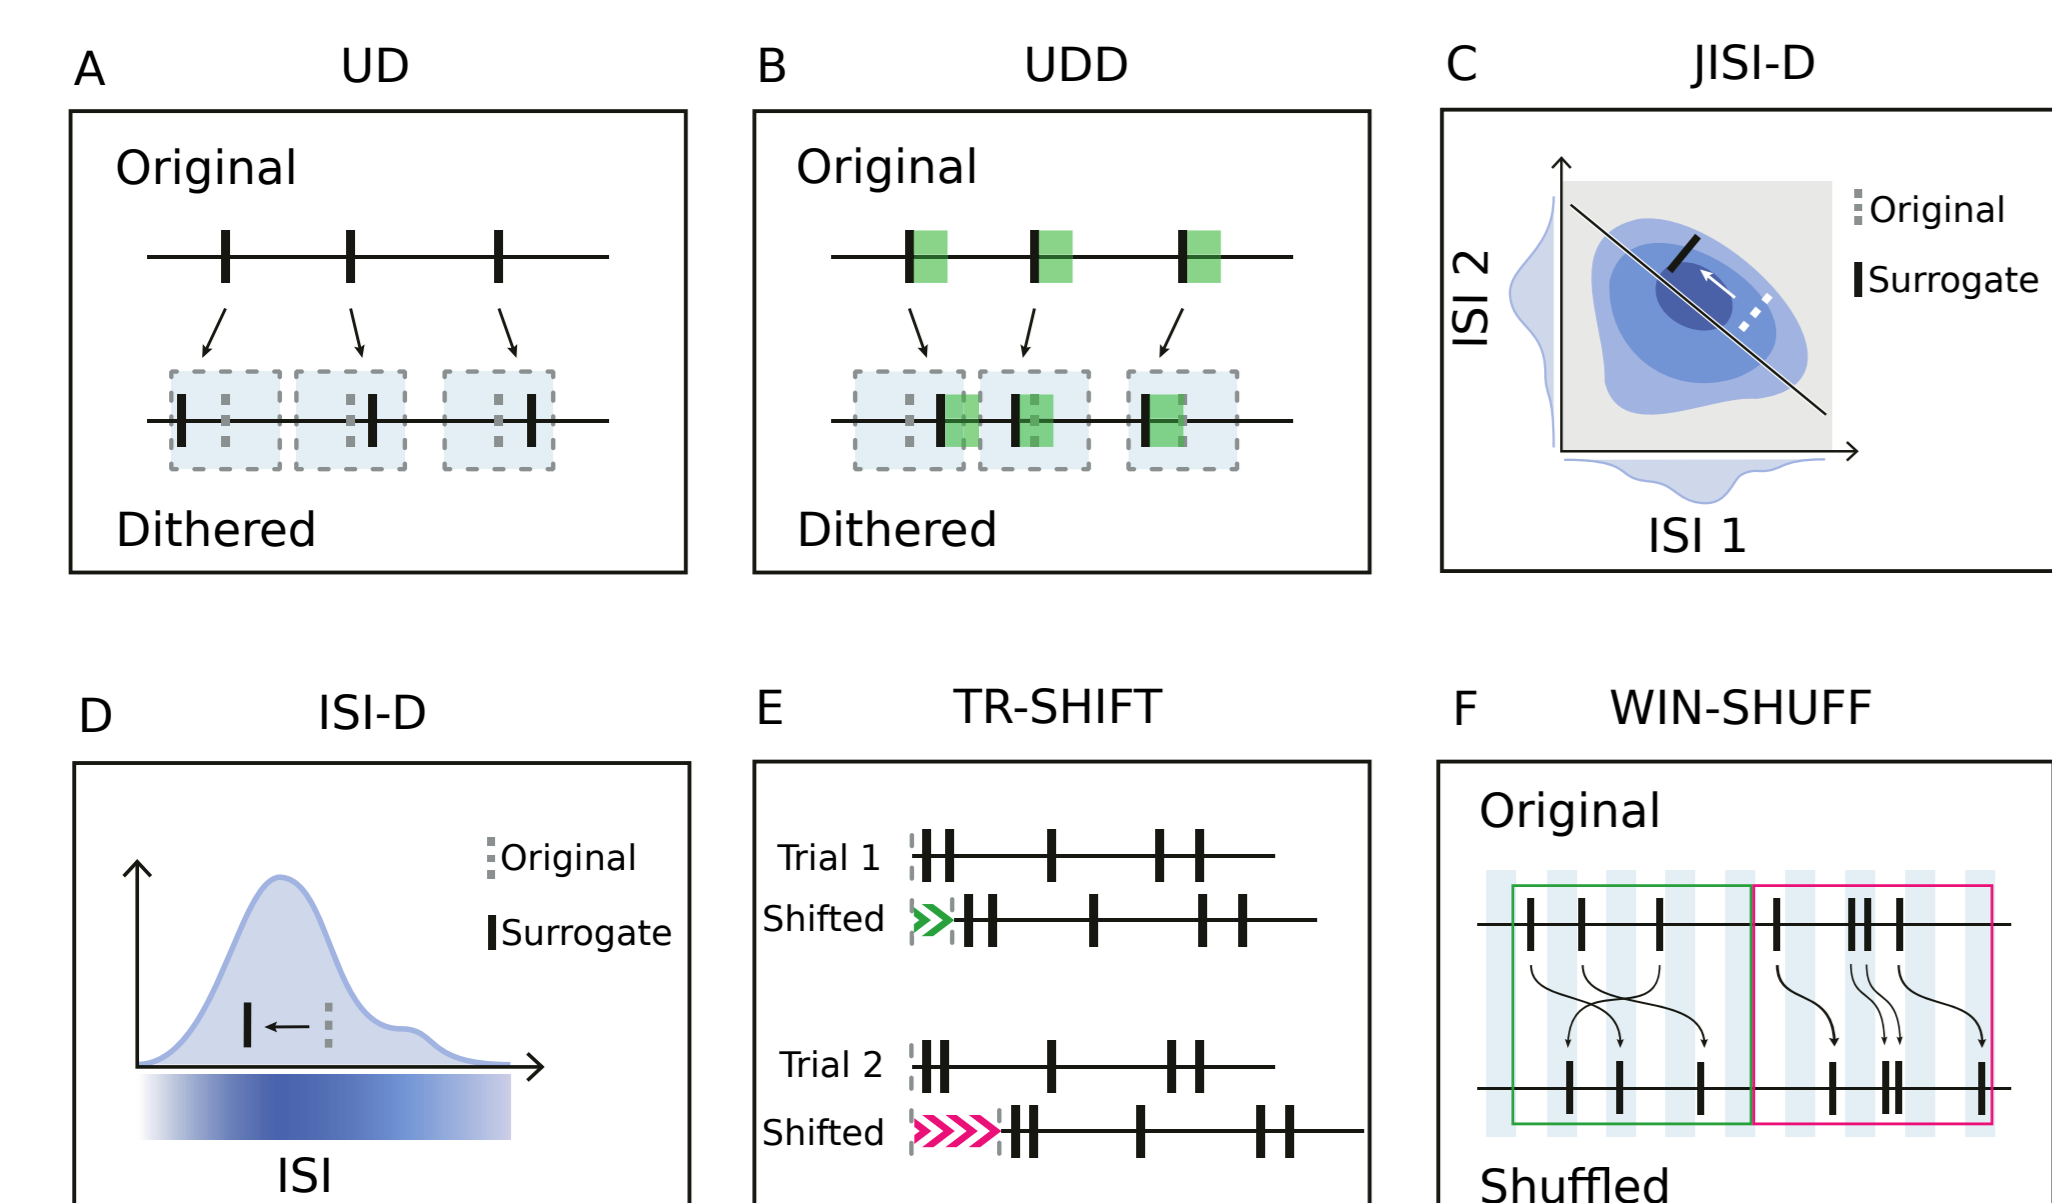 A UD
Original
Dithered
B UDD
Original
Dithered
C JISI-D
ISI 2
Original
Surrogate
ISI 1
D ISI-D
Original
Surrogate
ISI
E TR-SHIFT
Trial 1
Shifted
Trial 2
Shifted
F WIN-SHUFF
Original
Shuffled